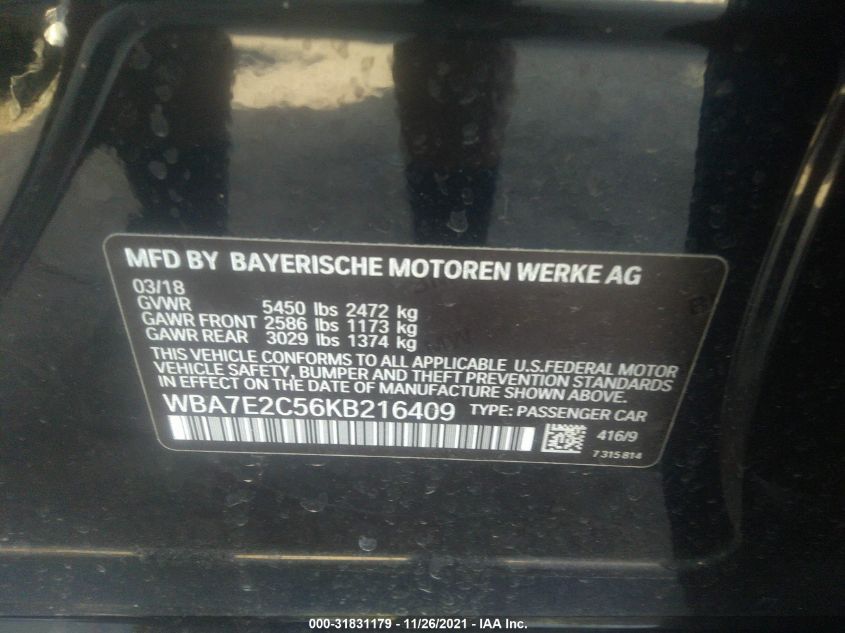 MFD BY BAYERISCHE MOTOREN WERKE AG
03/18
GVWR 5450 lbs 2472 kg
GAWR FRONT 2586 lbs 1173 kg
GAWR REAR 3029 lbs 1374 kg
THIS VEHICLE CONFORMS TO ALL APPLICABLE U.S.FEDERAL MOTOR
VEHICLE SAFETY, BUMPER AND THEFT PREVENTION STANDARDS
IN EFFECT ON THE DATE OF MANUFACTURE SHOWN ABOVE.
WBA7E2C56KB216409 TYPE: PASSENGER CAR
416/9
7 315 814
000-31831179 - 11/26/2021 - IAA Inc.